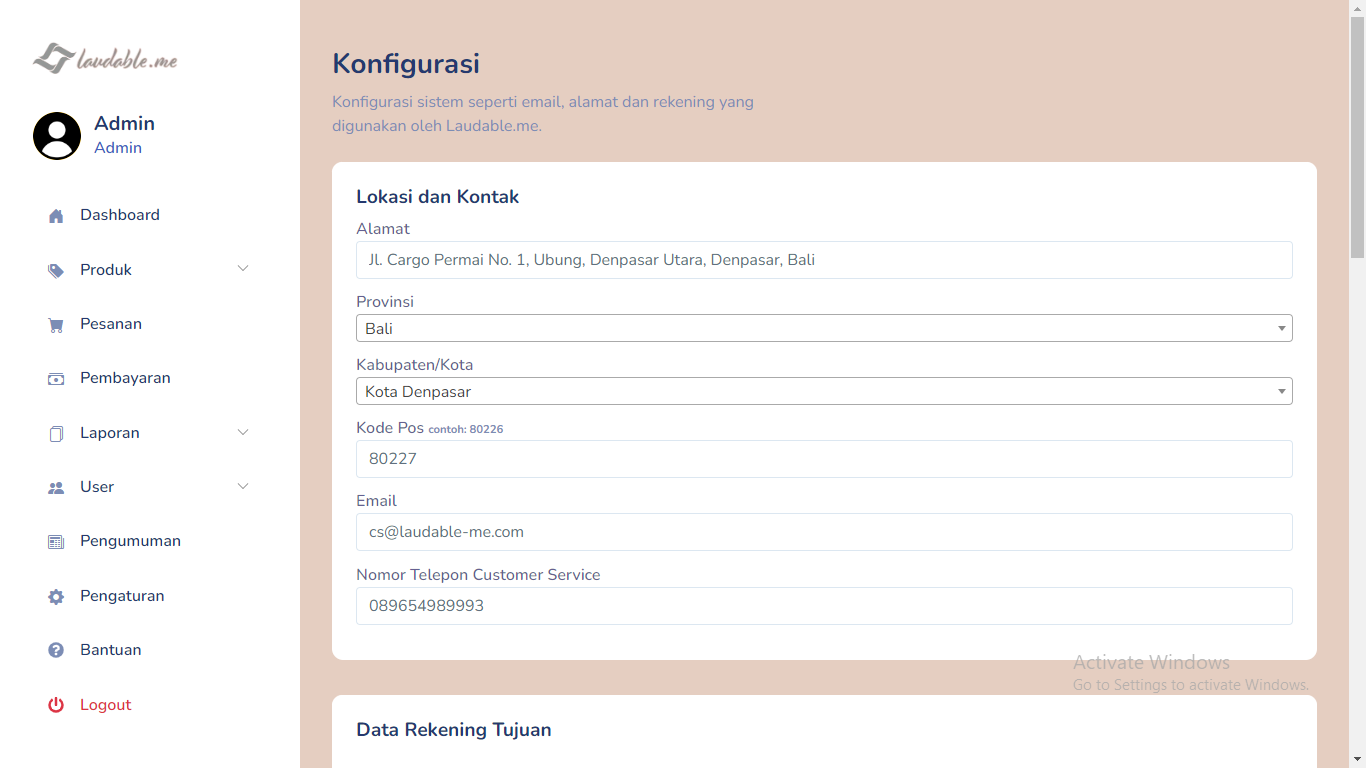 laudable.me
Admin
Admin
Dashboard
Produk
Pesanan
Pembayaran
Laporan
User
Pengumuman
Pengaturan
Bantuan
Logout
Konfigurasi
Konfigurasi sistem seperti email, alamat dan rekening yang
digunakan oleh Laudable.me.
Lokasi dan Kontak
Alamat
Jl. Cargo Permai No. 1, Ubung, Denpasar Utara, Denpasar, Bali
Provinsi
Bali
Kabupaten/Kota
Kota Denpasar
Kode Pos contoh: 80226
80227
Email
cs@laudable-me.com
Nomor Telepon Customer Service
089654989993
Activate Windows
Go to Settings to activate Windows.
Data Rekening Tujuan